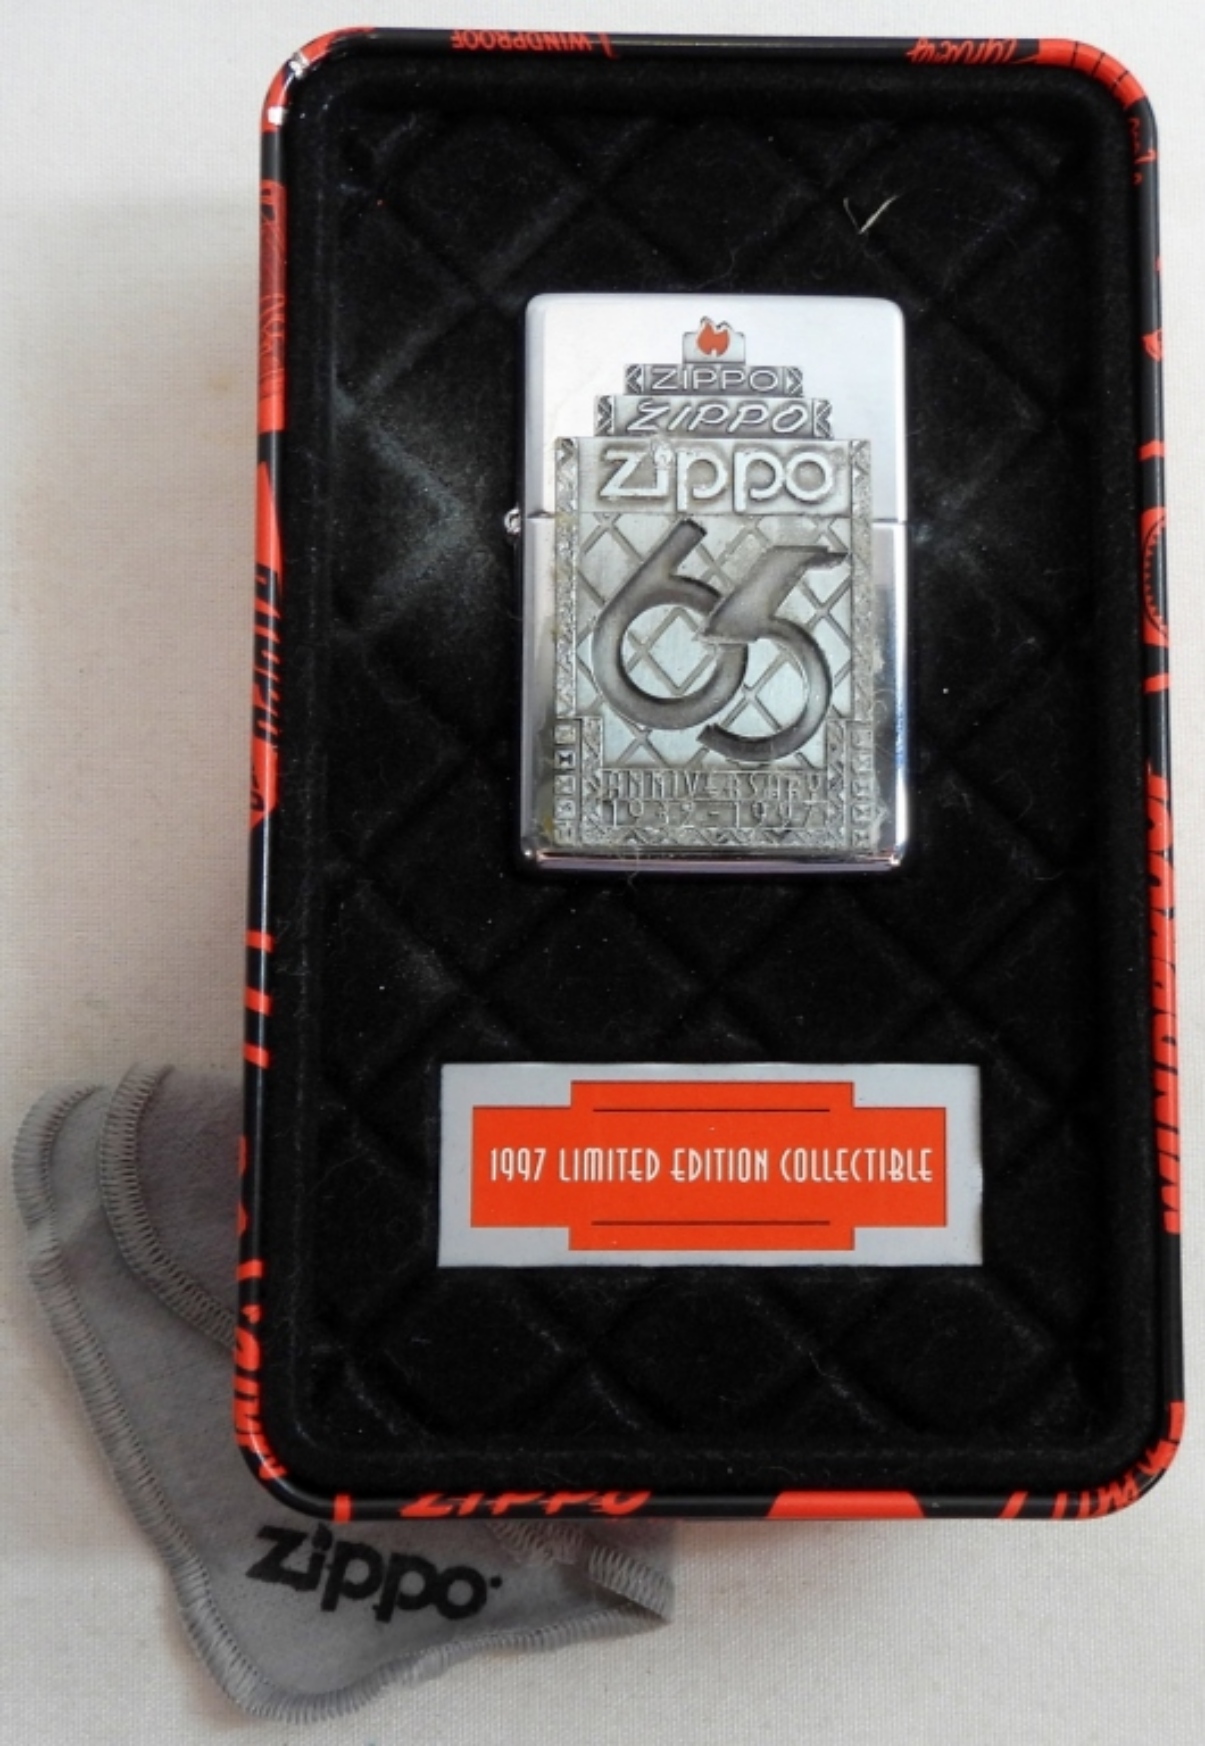 WINDPROOF
ZIPPO
ZIPPO
Zippo
65
ANNIVERSARY
1932-1997
1997 LIMITED EDITION COLLECTIBLE
ZIPPO
zippo